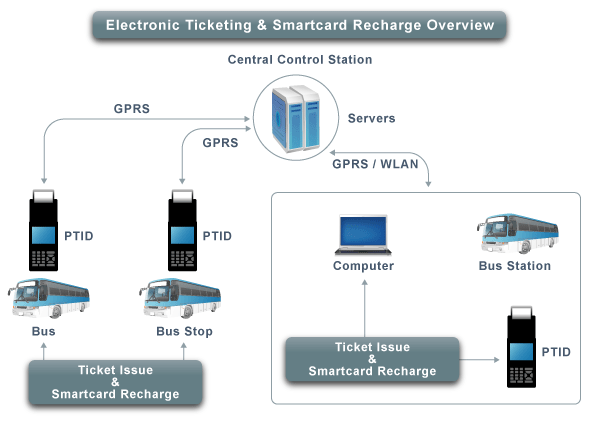 Electronic Ticketing & Smartcard Recharge Overview
Central Control Station
GPRS
Servers
GPRS
GPRS / WLAN
PTID
PTID
Computer
Bus Station
Bus
Bus Stop
Ticket Issue
&
Smartcard Recharge
Ticket Issue
&
Smartcard Recharge
PTID